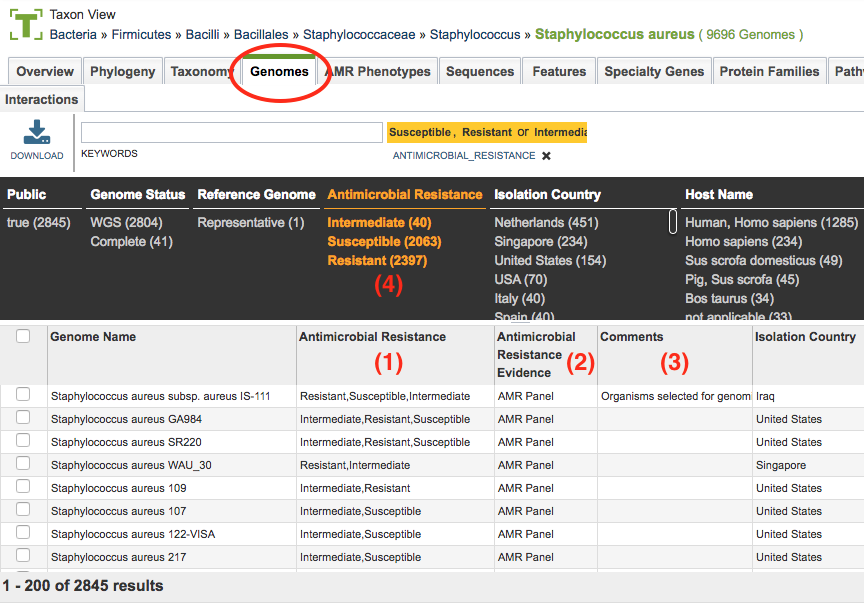 Taxon View
Bacteria » Firmicutes » Bacilli » Bacillales » Staphylococcaceae » Staphylococcus » Staphylococcus aureus ( 9696 Genomes )
Overview Phylogeny Taxonomy Genomes AMR Phenotypes Sequences Features Specialty Genes Protein Families Path
Interactions
Susceptible , Resistant or Intermedia
DOWNLOAD KEYWORDS ANTIMICROBIAL_RESISTANCE ✖
Public Genome Status Reference Genome Antimicrobial Resistance Isolation Country Host Name
true (2845) WGS (2804) Representative (1) Intermediate (40) Netherlands (451) Human, Homo sapiens (1285)
Complete (41) Susceptible (2063) Singapore (234) Homo sapiens (234)
Resistant (2397) United States (154) Sus scrofa domesticus (49)
(4) USA (70) Pig, Sus scrofa (45)
Italy (40) Bos taurus (34)
Spain (40) not applicable (33)
Genome Name Antimicrobial Resistance Antimicrobial Comments Isolation Country
(1) Resistance (2) (3)
Evidence
Staphylococcus aureus subsp. aureus IS-111 Resistant,Susceptible,Intermediate AMR Panel Organisms selected for genom Iraq
Staphylococcus aureus GA984 Intermediate,Resistant,Susceptible AMR Panel United States
Staphylococcus aureus SR220 Intermediate,Resistant,Susceptible AMR Panel United States
Staphylococcus aureus WAU_30 Resistant,Intermediate AMR Panel Singapore
Staphylococcus aureus 109 Intermediate,Resistant AMR Panel United States
Staphylococcus aureus 107 Intermediate,Susceptible AMR Panel United States
Staphylococcus aureus 122-VISA Intermediate,Susceptible AMR Panel United States
Staphylococcus aureus 217 Intermediate,Susceptible AMR Panel United States
1 - 200 of 2845 results